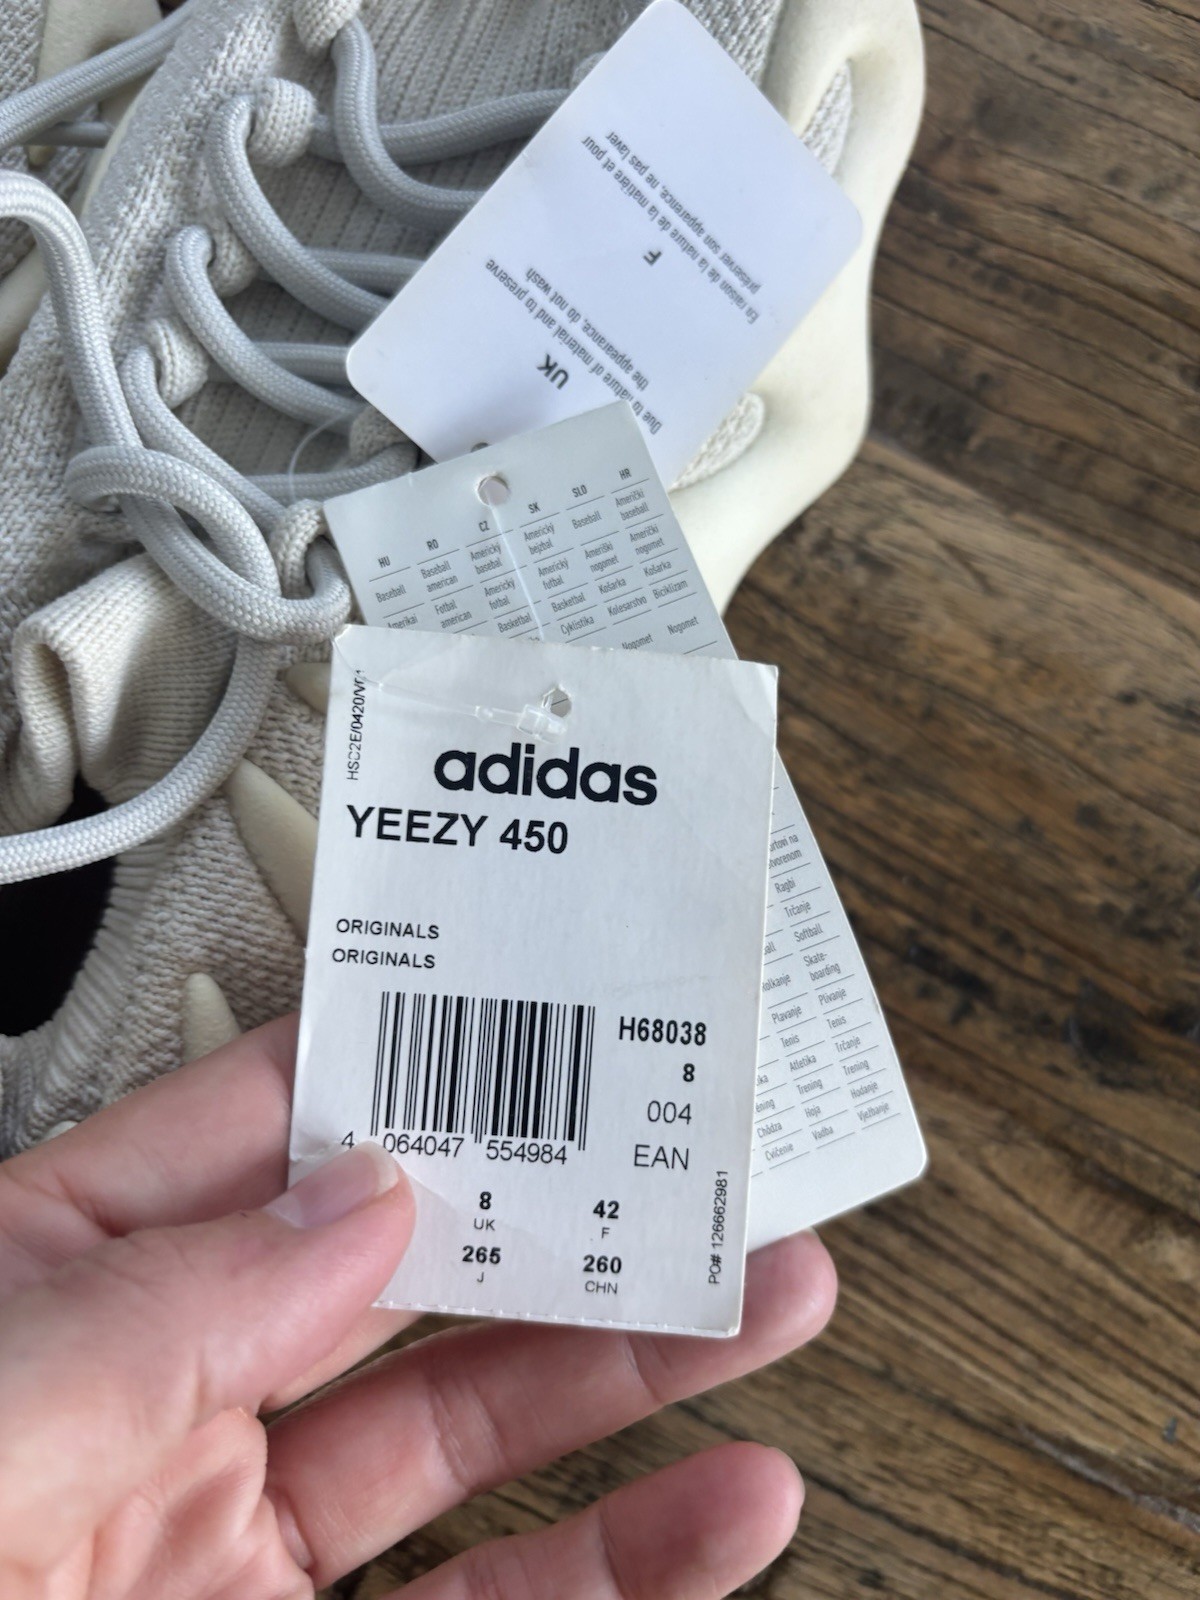 Due to nature of material and to preserve
the appearance, do not wash
UK
En raison de la nature de la matière et pour
préserver son apparence, ne pas laver
F
HU RO CZ SK SLO HR
Baseball Baseball american Americký baseball Americký bejzbal Baseball Američki baseball
Amerikai Fotbal american Americký fotbal Americký futbal Ameriški nogomet Američki nogomet
Basketbal Basketbal Košarka Košarka
Cyklistika Kolesarstvo Biciklizam
Nogomet Nogomet
adidas
YEEZY 450
ORIGINALS
ORIGINALS
H68038
8
004
4 064047 554984 EAN
8 42
UK F
265 260
J CHN
PO# 126662981
Ragbi
Trčanje
Softball
Skate-
boarding
Plavanje Plivanje
Tenis Tenis
Atletika Trčanje
Trening Trening
Chôdza Hoja Hodanje
Cvičenie Vadba Vježbanje